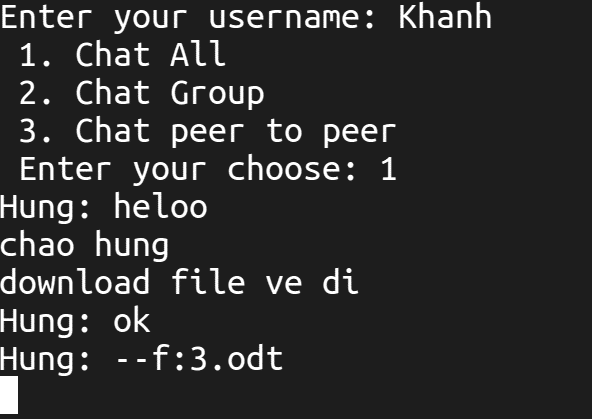 Enter your username: Khanh
1. Chat All
2. Chat Group
3. Chat peer to peer
Enter your choose: 1
Hung: heloo
chao hung
download file ve di
Hung: ok
Hung: --f:3.odt